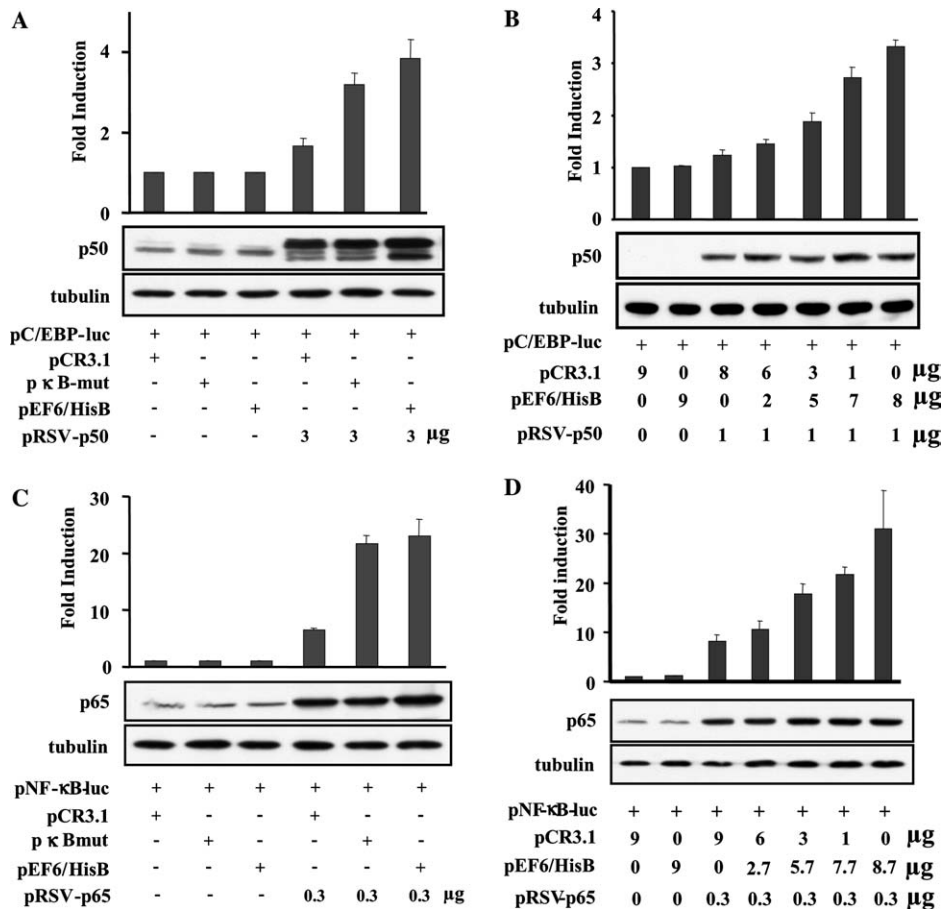 A
Fold Induction
4
2
0
p50
tubulin
pC/EBP-luc + + + + + +
pCR3.1 + - - + - -
p κ B-mut - + - - + -
pEF6/HisB - - + - - +
pRSV-p50 - - - 3 3 3 μg
B
Fold Induction
4
3
2
1
0
p50
tubulin
pC/EBP-luc + + + + + + +
pCR3.1 9 0 8 6 3 1 0 μg
pEF6/HisB 0 9 0 2 5 7 8 μg
pRSV-p50 0 0 1 1 1 1 1 μg
C
Fold Induction
30
20
10
0
p65
tubulin
pNF-κB-luc + + + + + +
pCR3.1 + - - + - -
p κ Bmut - + - - + -
pEF6/HisB - - + - - +
pRSV-p65 - - - 0.3 0.3 0.3 μg
D
Fold induction
40
30
20
10
0
p65
tubulin
pNF-κB-luc + + + + + + +
pCR3.1 9 0 9 6 3 1 0 μg
pEF6/HisB 0 9 0 2.7 5.7 7.7 8.7 μg
pRSV-p65 0 0 0.3 0.3 0.3 0.3 0.3 μg